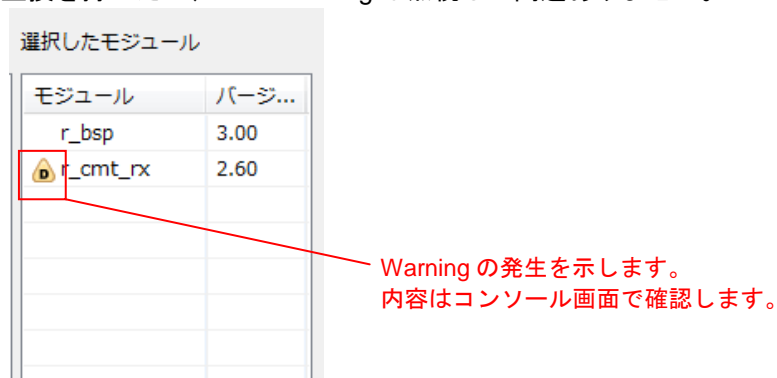 選択したモジュール
モジュール バージ...
r_bsp 3.00
D r_cmt_rx 2.60
Warning の発生を示します。
内容はコンソール画面で確認します。